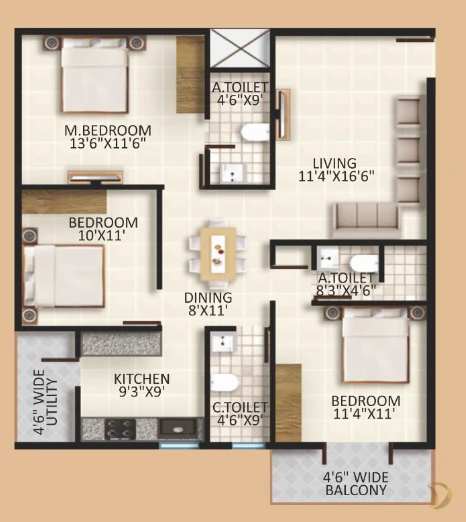 A.TOILET
4'6"X9'
M.BEDROOM
13'6"X11'6"
LIVING
11'4"X16'6"
BEDROOM
10'X11'
A.TOILET
8'3"X4'6"
DINING
8'X11'
4'6" WIDE
UTILITY
KITCHEN
9'3"X9'
C.TOILET
4'6"X9'
BEDROOM
11'4"X11'
4'6" WIDE
BALCONY